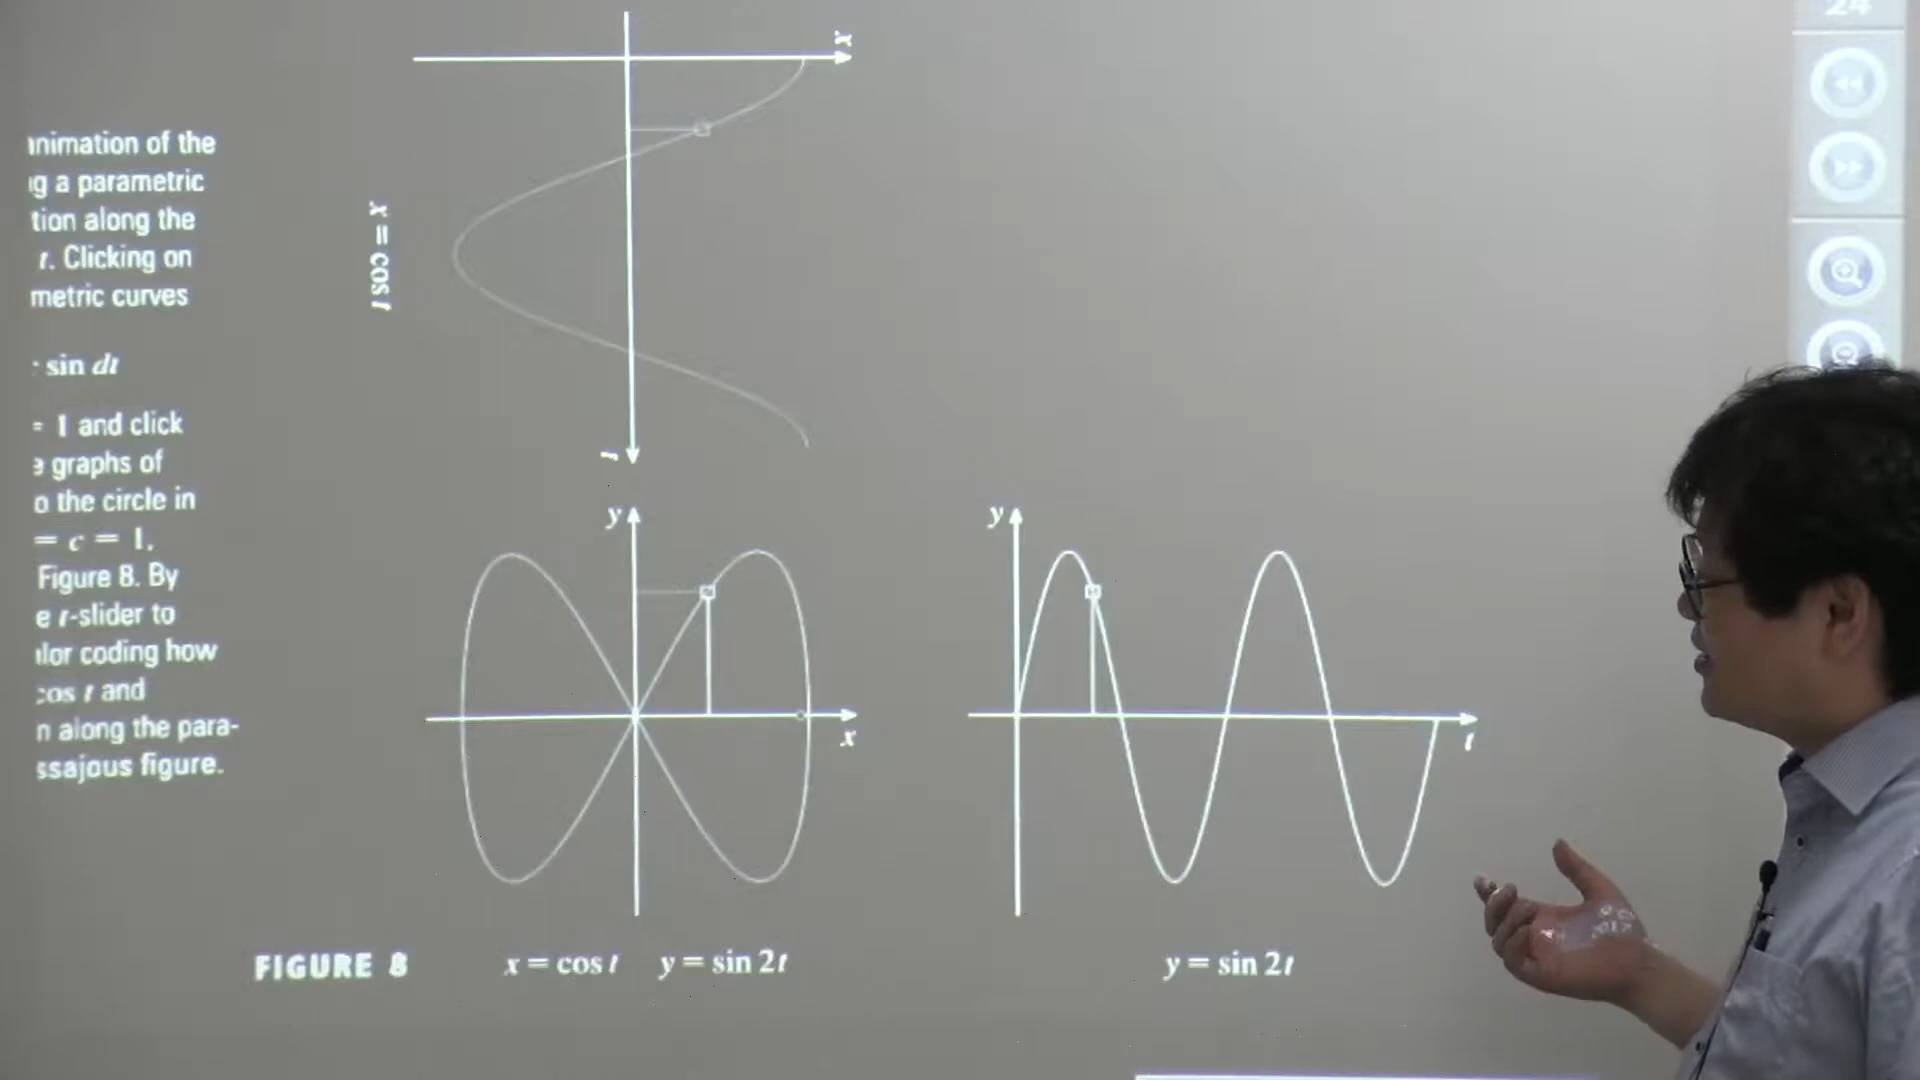 24
x
nimation of the
g a parametric
tion along the
t. Clicking on
metric curves
x = cos t
sin dt
= 1 and click
e graphs of
t
o the circle in
y
y
= c = 1,
Figure 8. By
e t-slider to
lor coding how
cos t and
n along the para-
x
t
ssajous figure.
FIGURE 8
x = cos t y = sin 2t
y = sin 2t